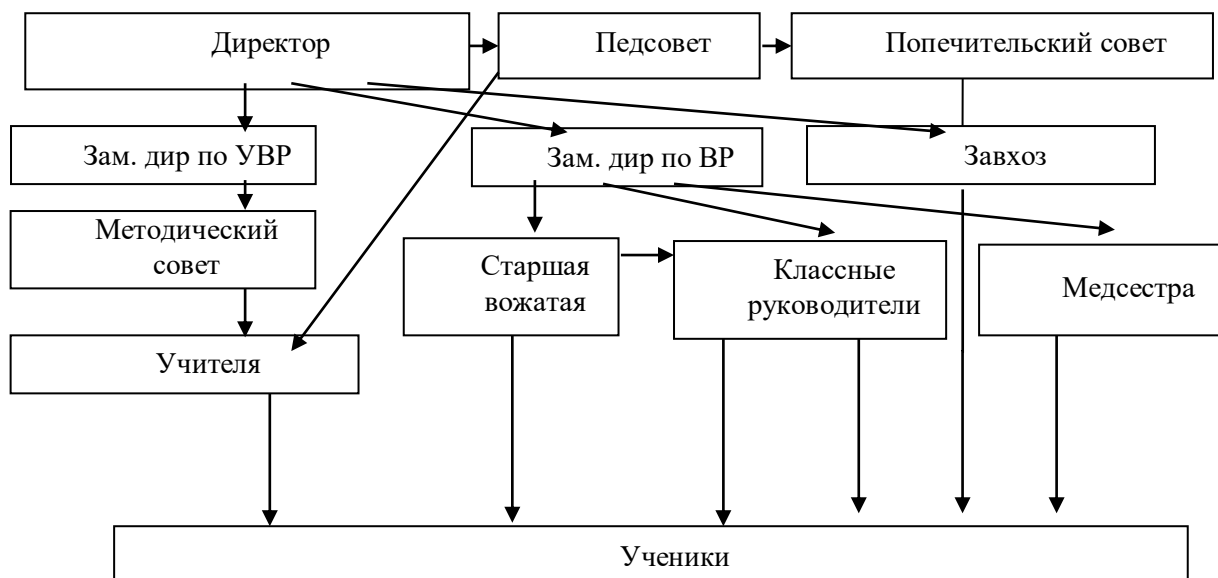 Директор
Педсовет
Попечительский совет
Зам. дир по УВР
Зам. дир по ВР
Завхоз
Методический
совет
Старшая
вожатая
Классные
руководители
Медсестра
Учителя
Ученики